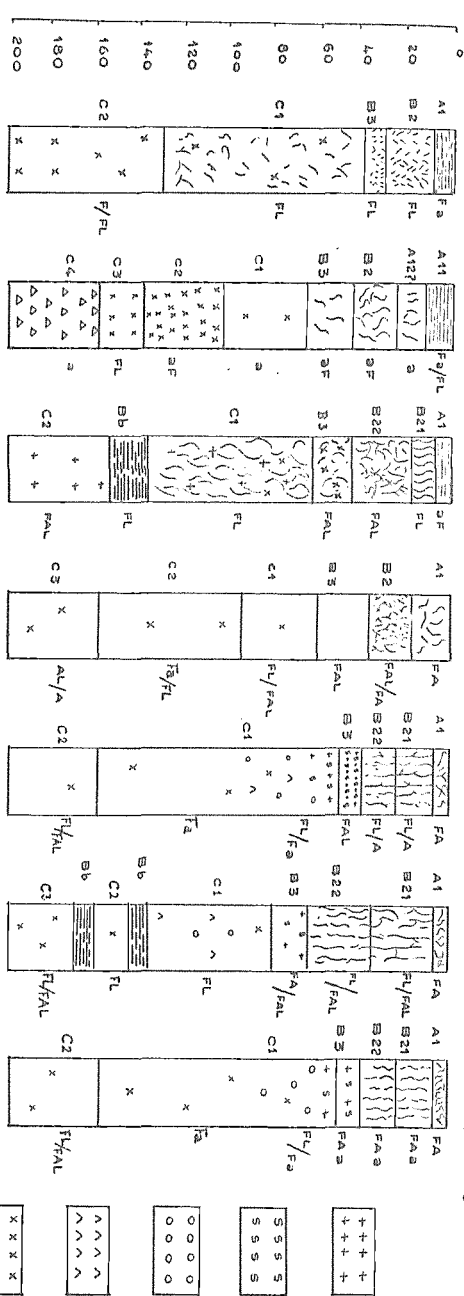 0 20 40 60 80 100 120 140 160 180 200
A1 B2 B3 C1 C2
Fa FL FL FL F/FL
A11 A12? B2 B3 C1 C2 C3 C4
Fa/FL a aF aF a aF FL a
A1 B21 B22 B3 C1 Bb C2
aF FL FAL FAL FL FL FAL
A1 B2 B3 C1 C2 C3
FA FAL/FA FAL FL/FAL Fa/FL AL/A
A1 B21 B22 B3 C1 C2
FA FL/A FL/A FAL FL/Fa Fa FL/FAL
A1 B21 B22 B3 C1 Bb C2 Bb C3
FA FL/FAL FL/FAL FA/FAL FL FL FL/FAL
A1 B21 B22 B3 C1 C2
FA FAa FAa FAa FL/Fa Fa FL/FAL